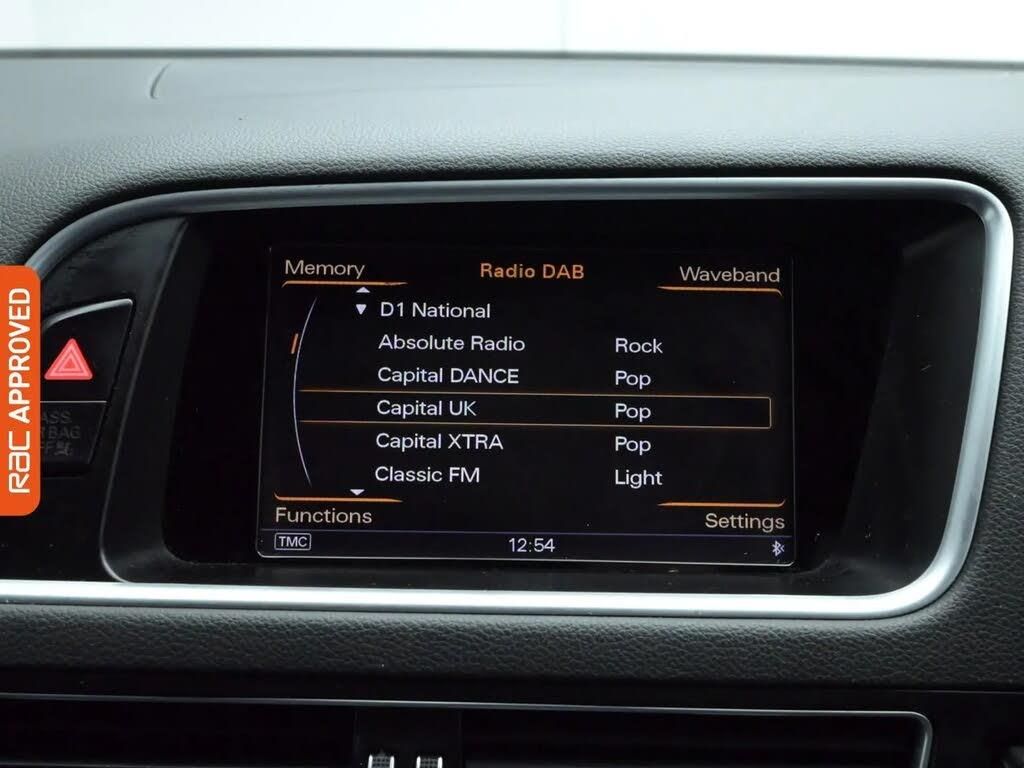 Memory Radio DAB Waveband
D1 National
Absolute Radio Rock
Capital DANCE Pop
Capital UK Pop
Capital XTRA Pop
Classic FM Light
Functions Settings
TMC 12:54
RAC APPROVED